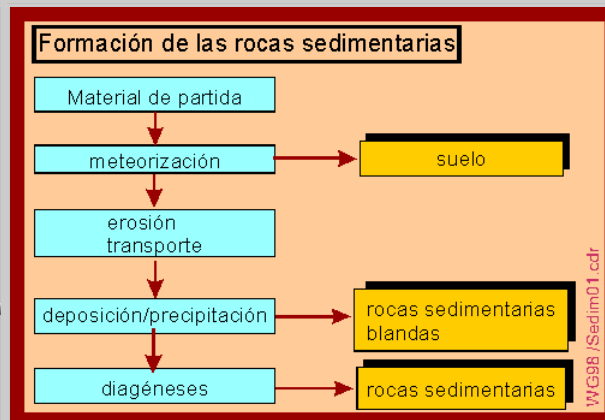 Formación de las rocas sedimentarias
Material de partida
meteorización
suelo
erosión
transporte
deposición/precipitación
rocas sedimentarias
blandas
diagéneses
rocas sedimentarias
WG98 /Sedim01.cdr